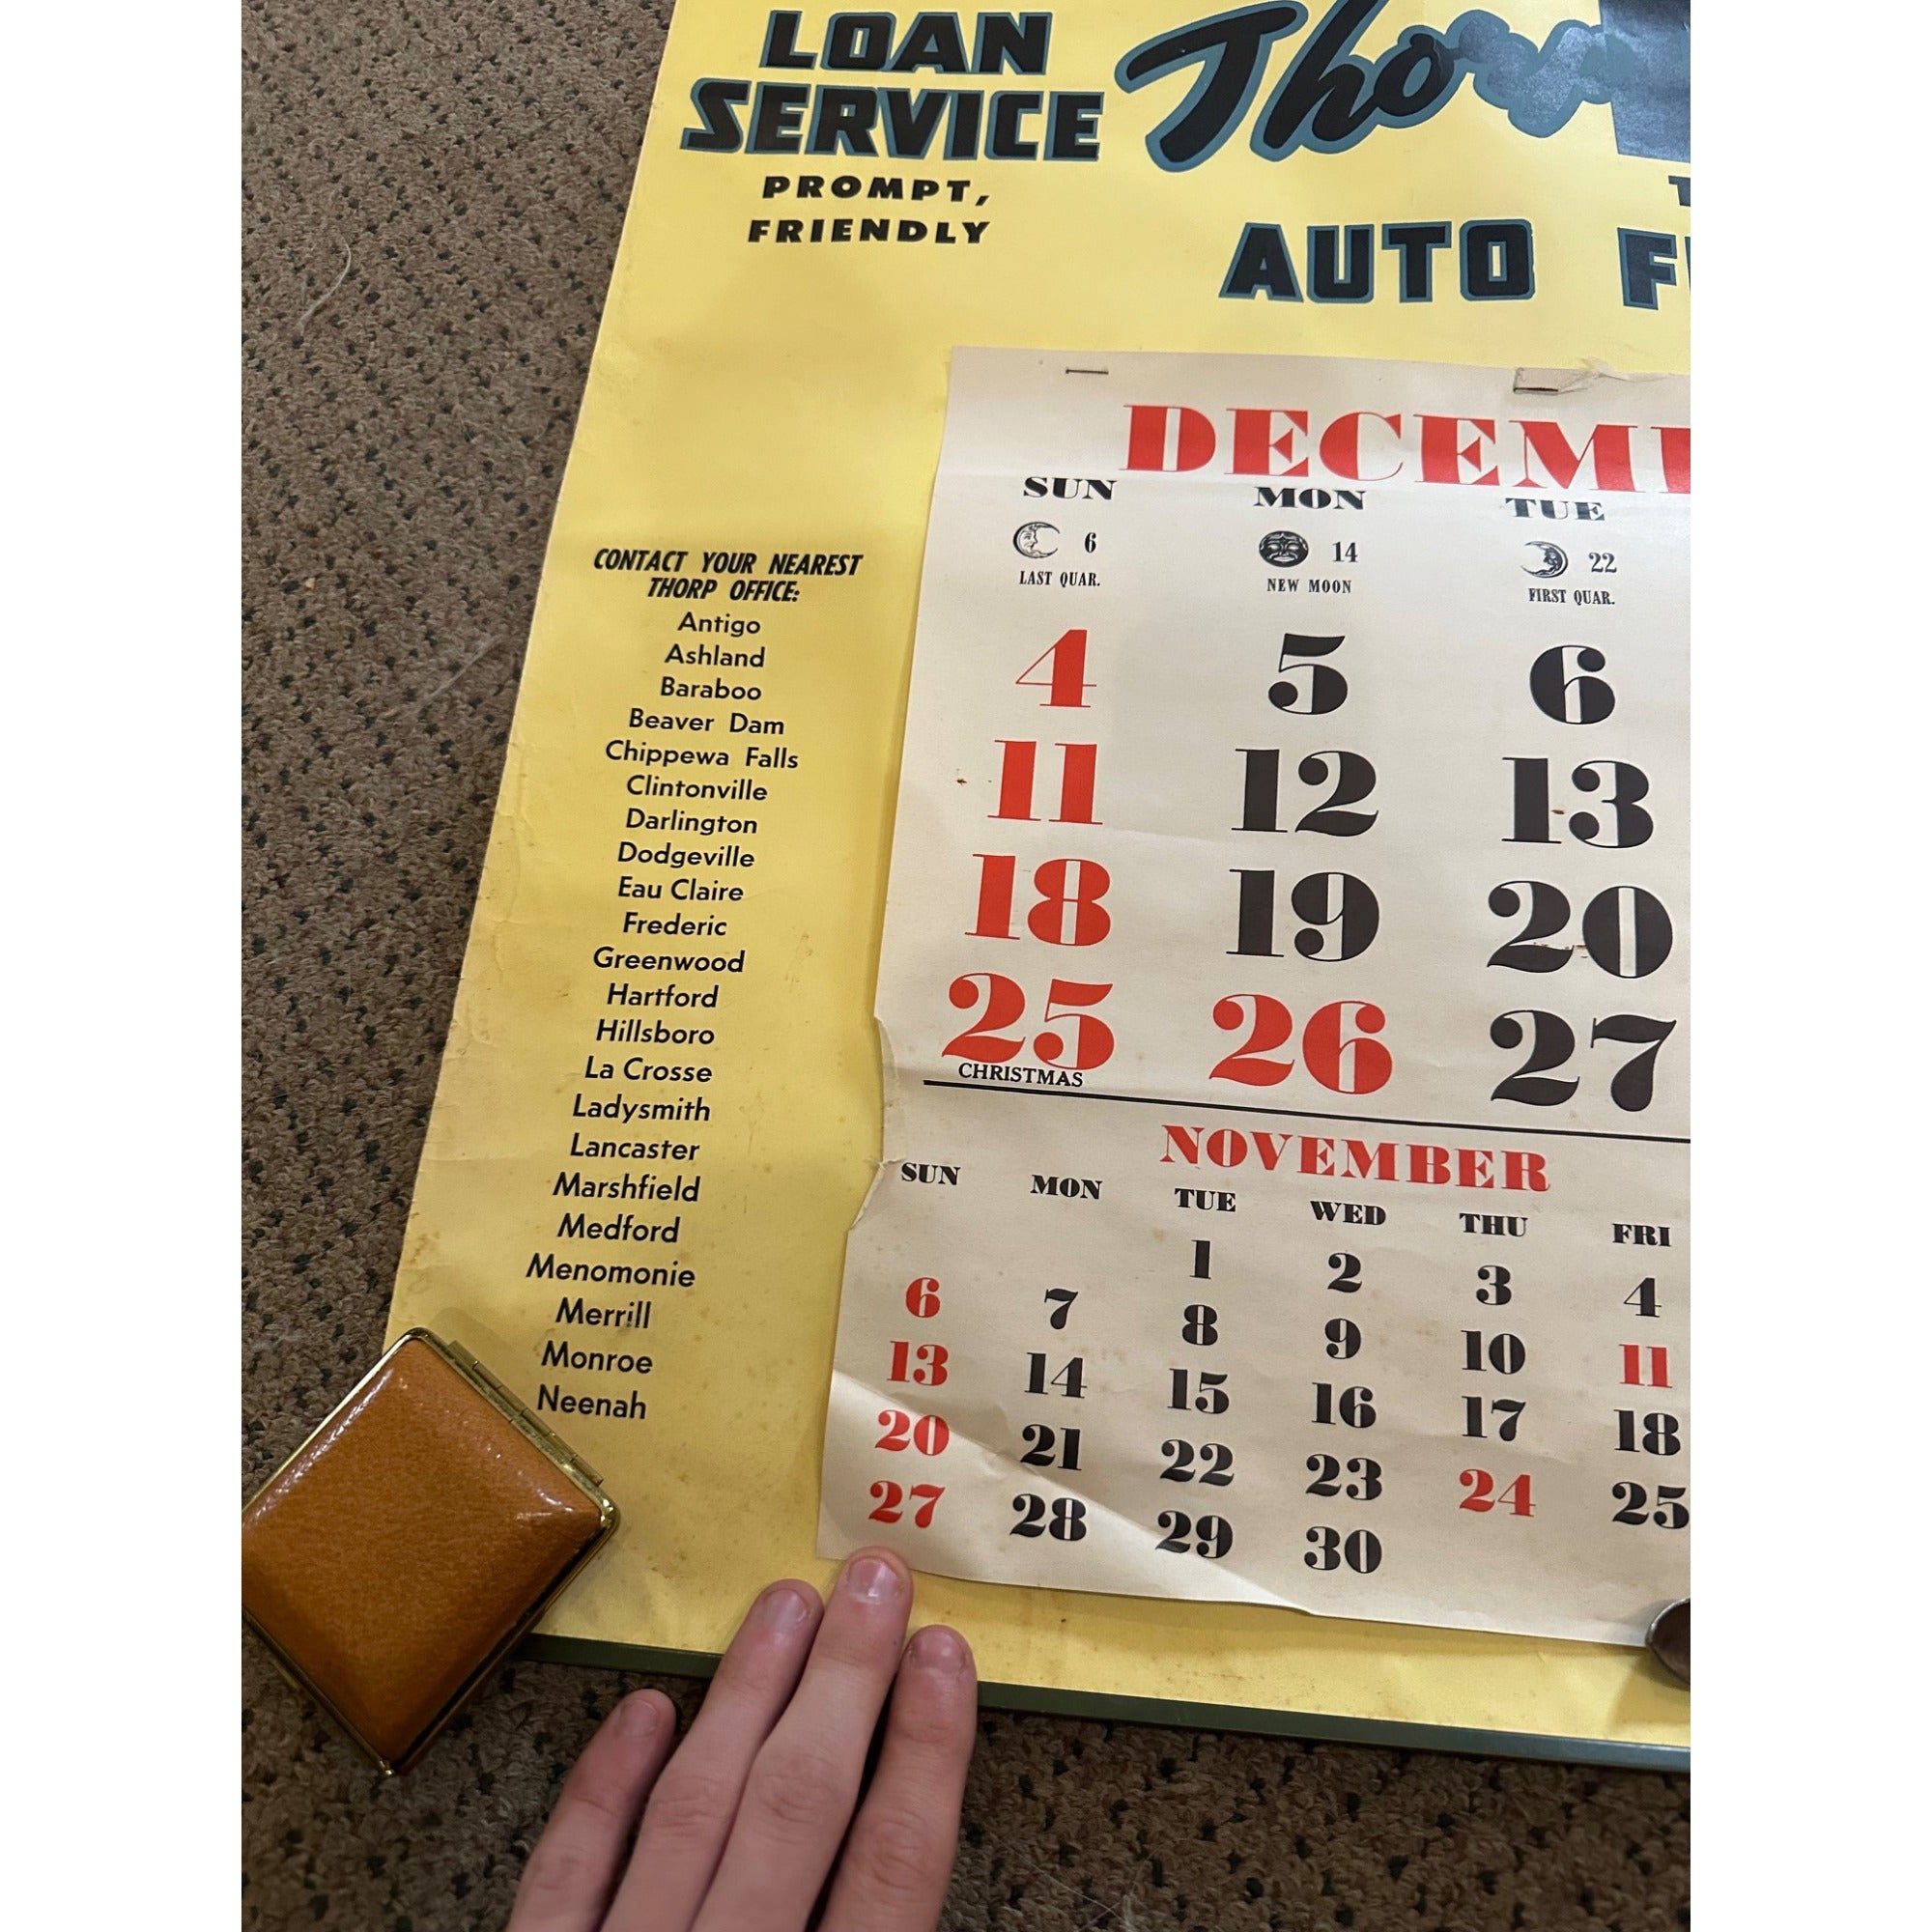 LOAN
SERVICE
PROMPT,
FRIENDLY
AUTO
CONTACT YOUR NEAREST
THORP OFFICE:
Antigo
Ashland
Baraboo
Beaver Dam
Chippewa Falls
Clintonville
Darlington
Dodgeville
Eau Claire
Frederic
Greenwood
Hartford
Hillsboro
La Crosse
Ladysmith
Lancaster
Marshfield
Medford
Menomonie
Merrill
Monroe
Neenah
DECEM
SUN MON TUE
6 14 22
LAST QUAR. NEW MOON FIRST QUAR.
4 5 6
11 12 13
18 19 20
25 26 27
CHRISTMAS
NOVEMBER
SUN MON TUE WED THU FRI
1 2 3 4
6 7 8 9 10 11
13 14 15 16 17 18
20 21 22 23 24 25
27 28 29 30